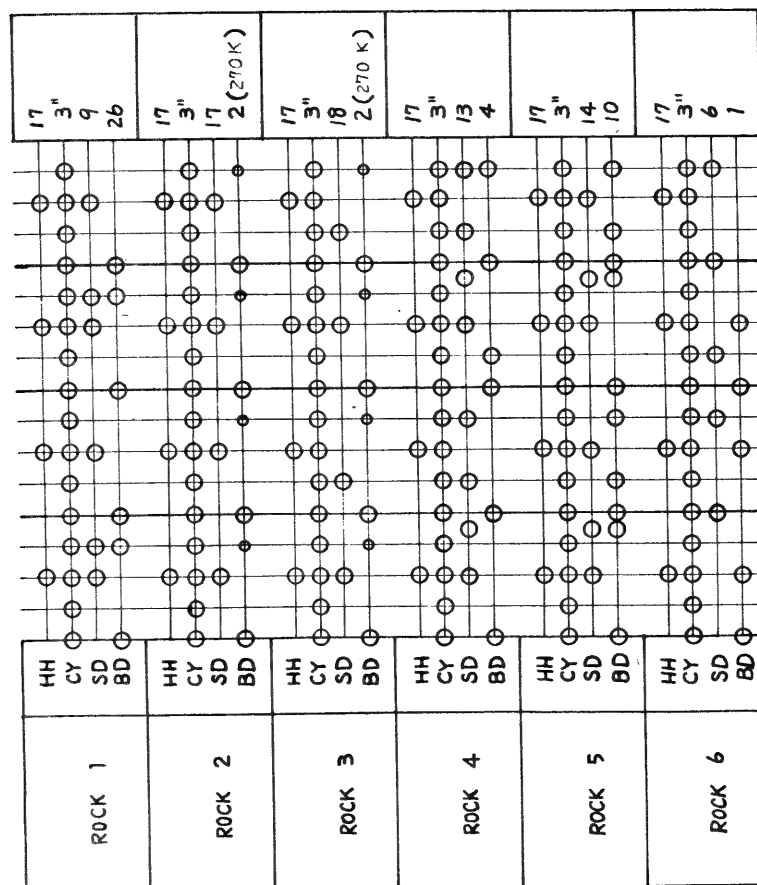 ROCK 1
HH 17
CY 3"
SD 9
BD 26
ROCK 2
HH 17
CY 3"
SD 17
BD 2 (270K)
ROCK 3
HH 17
CY 3"
SD 18
BD 2 (270K)
ROCK 4
HH 17
CY 3"
SD 13
BD 4
ROCK 5
HH 17
CY 3"
SD 14
BD 10
ROCK 6
HH 17
CY 3"
SD 6
BD 1